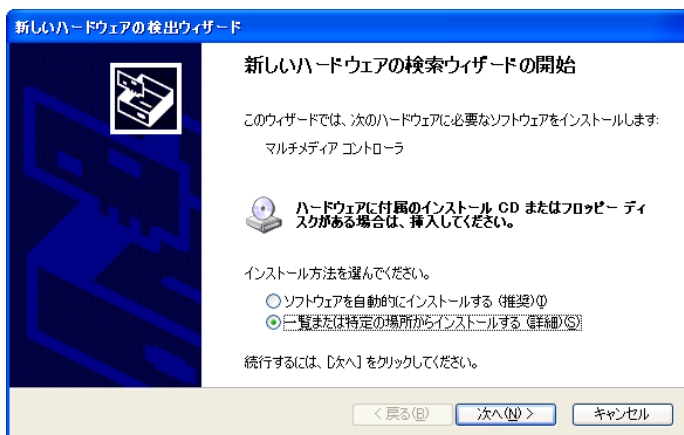 新しいハードウェアの検出ウィザード
新しいハードウェアの検索ウィザードの開始
このウィザードでは、次のハードウェアに必要なソフトウェアをインストールします:
マルチメディア コントローラ
ハードウェアに付属のインストール CD またはフロッピー ディ
スクがある場合は、挿入してください。
インストール方法を選んでください。
ソフトウェアを自動的にインストールする (推奨)(I)
一覧または特定の場所からインストールする (詳細)(S)
続行するには、[次へ] をクリックしてください。
< 戻る(B) 次へ(N) > キャンセル